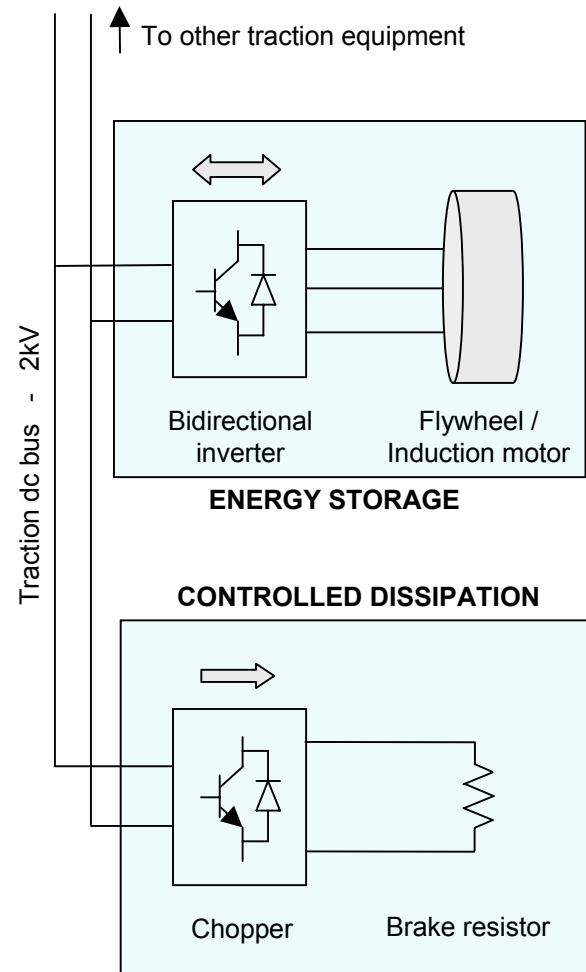 To other traction equipment
Traction dc bus - 2kV
Bidirectional
inverter
Flywheel /
Induction motor
ENERGY STORAGE
CONTROLLED DISSIPATION
Chopper
Brake resistor